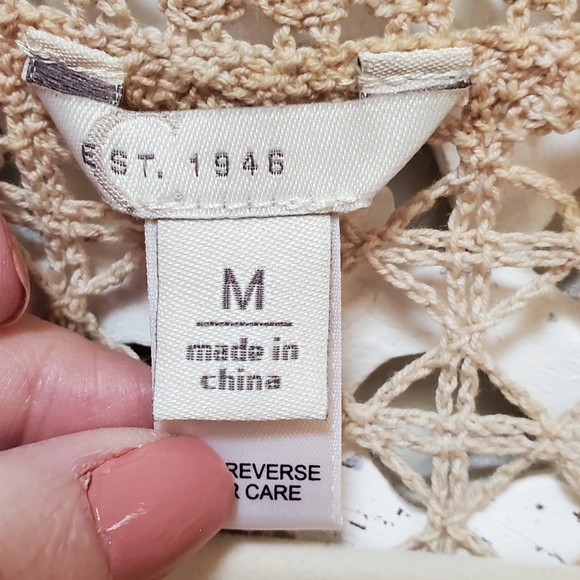 EST. 1946
M
made in
china
REVERSE
R CARE